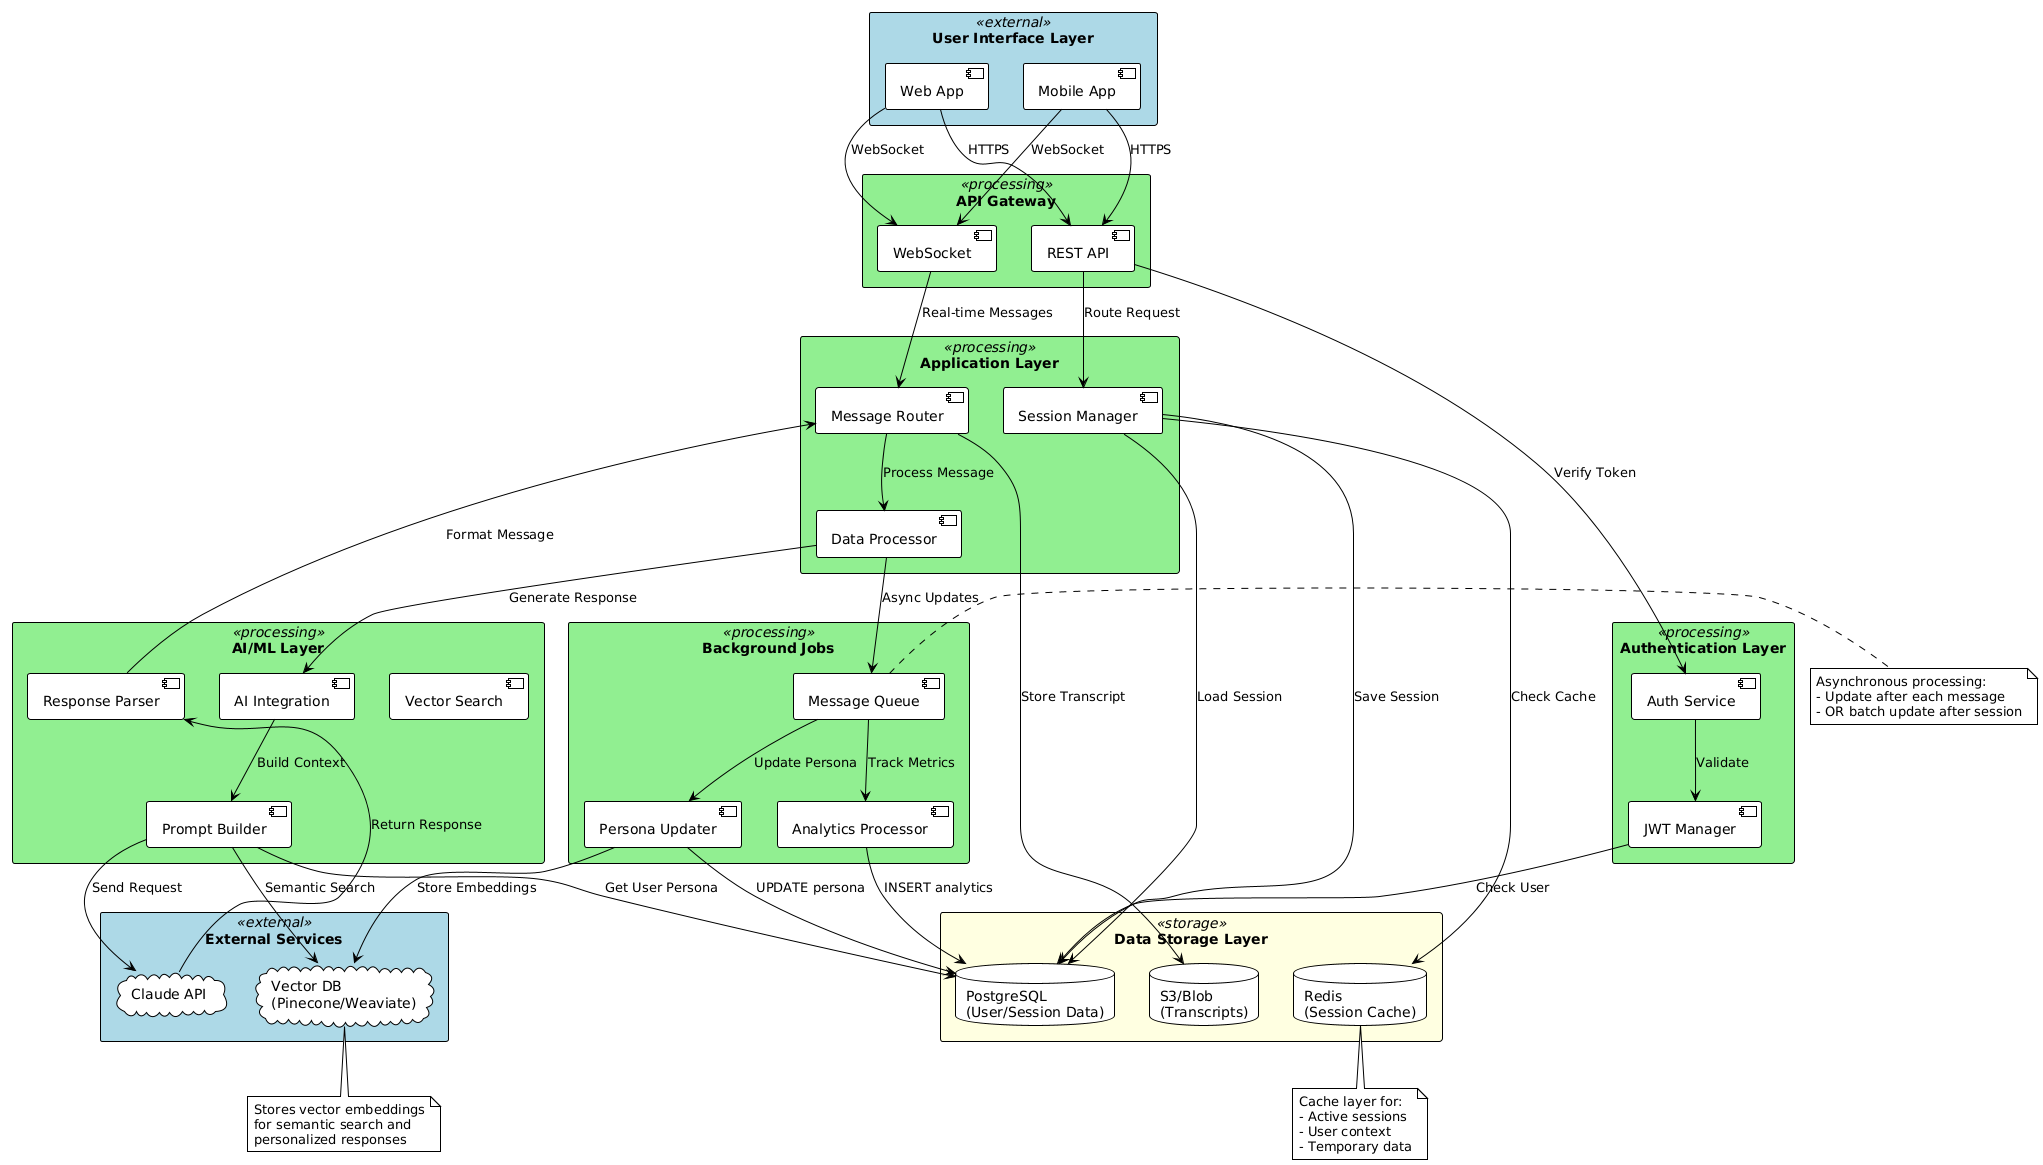 «external»
User Interface Layer
Web App
Mobile App
WebSocket
HTTPS
WebSocket
HTTPS
«processing»
API Gateway
WebSocket
REST API
Real-time Messages
Route Request
«processing»
Application Layer
Message Router
Session Manager
Process Message
Verify Token
Format Message
Data Processor
Generate Response
Async Updates
«processing»
AI/ML Layer
Response Parser
AI Integration
Vector Search
Build Context
Prompt Builder
Return Response
«processing»
Background Jobs
Message Queue
Update Persona
Track Metrics
Persona Updater
Analytics Processor
Store Transcript
Load Session
Save Session
Check Cache
«processing»
Authentication Layer
Auth Service
Validate
JWT Manager
Asynchronous processing:
- Update after each message
- OR batch update after session
Send Request
Semantic Search
Store Embeddings
Get User Persona
UPDATE persona
INSERT analytics
Check User
«external»
External Services
Claude API
Vector DB
(Pinecone/Weaviate)
«storage»
Data Storage Layer
PostgreSQL
(User/Session Data)
S3/Blob
(Transcripts)
Redis
(Session Cache)
Stores vector embeddings
for semantic search and
personalized responses
Cache layer for:
- Active sessions
- User context
- Temporary data